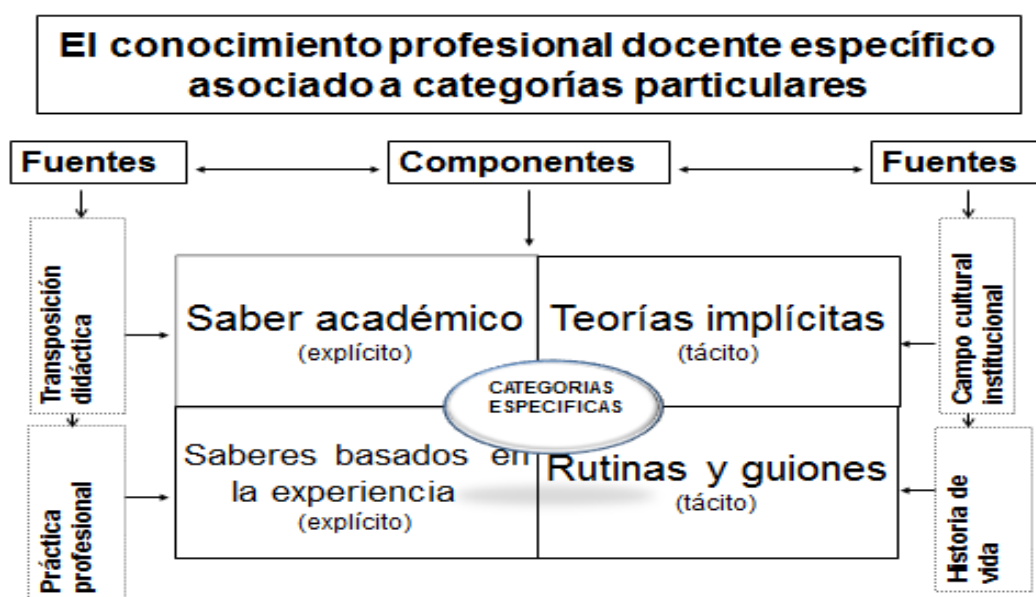 El conocimiento profesional docente específico
asociado a categorías particulares
Fuentes
Componentes
Fuentes
Transposición
didáctica
Saber académico
(explícito)
Teorías implícitas
(tácito)
Campo cultural
institucional
CATEGORIAS
ESPECIFICAS
Práctica
profesional
Saberes basados en
la experiencia
(explícito)
Rutinas y guiones
(tácito)
Historia de
vida